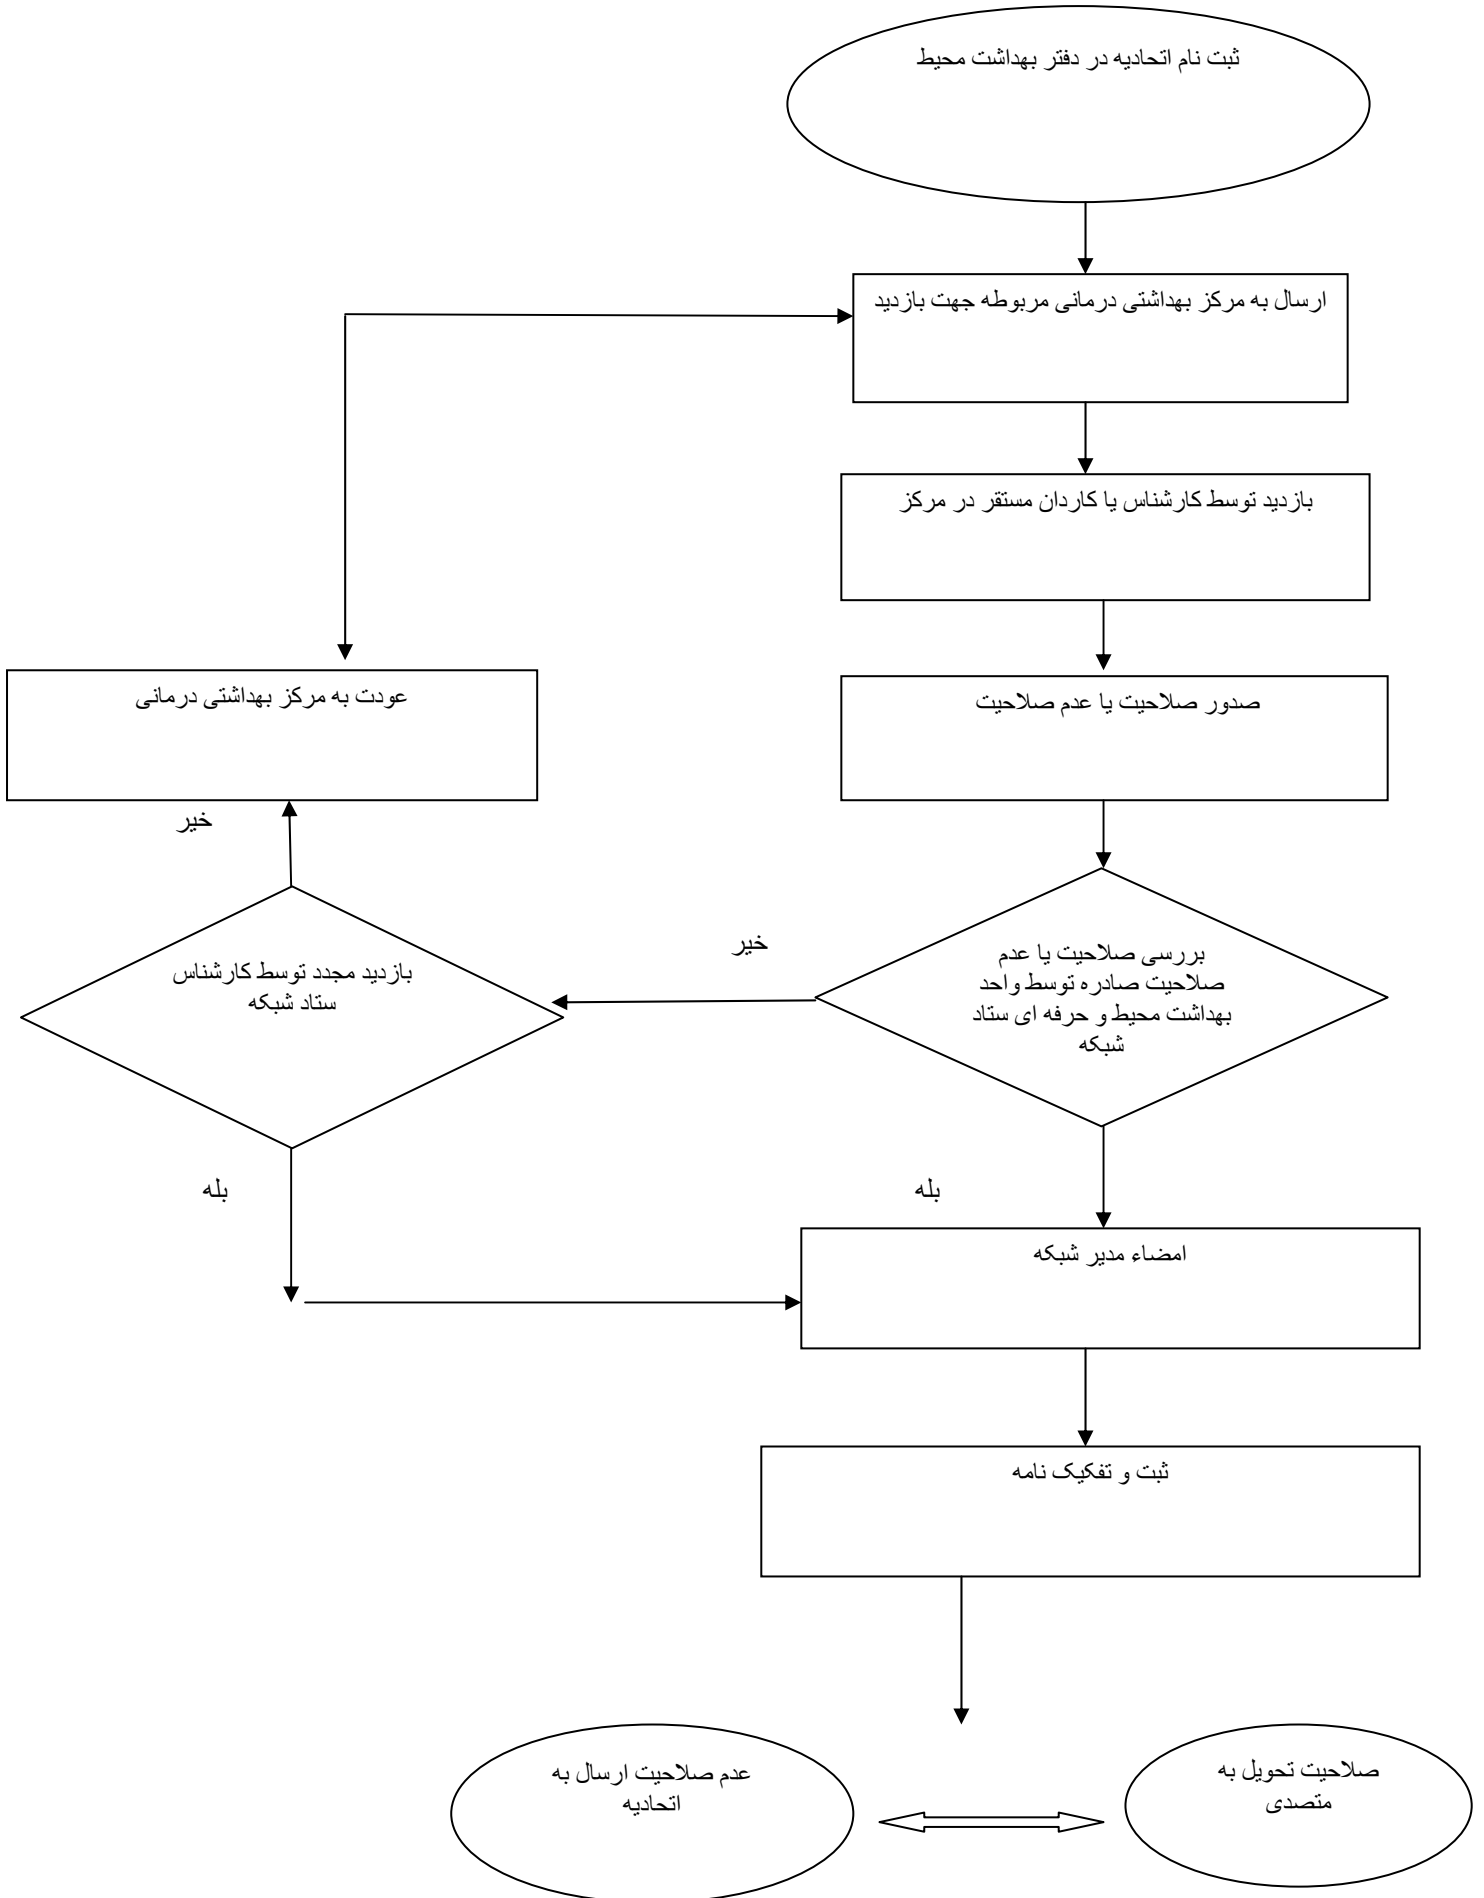 ثبت نام اتحادیه در دفتر بهداشت محیط
ارسال به مرکز بهداشتی درمانی مربوطه جهت بازدید
بازدید توسط کارشناس یا کاردان مستقر در مرکز
صدور صلاحیت یا عدم صلاحیت
عودت به مرکز بهداشتی درمانی
خیر
بررسی صلاحیت یا عدم
صلاحیت صادره توسط واحد
بهداشت محیط و حرفه ای ستاد
شبکه
خیر
بازدید مجدد توسط کارشناس
ستاد شبکه
بله
بله
امضاء مدیر شبکه
ثبت و تفکیک نامه
صلاحیت تحویل به
متصدی
عدم صلاحیت ارسال به
اتحادیه